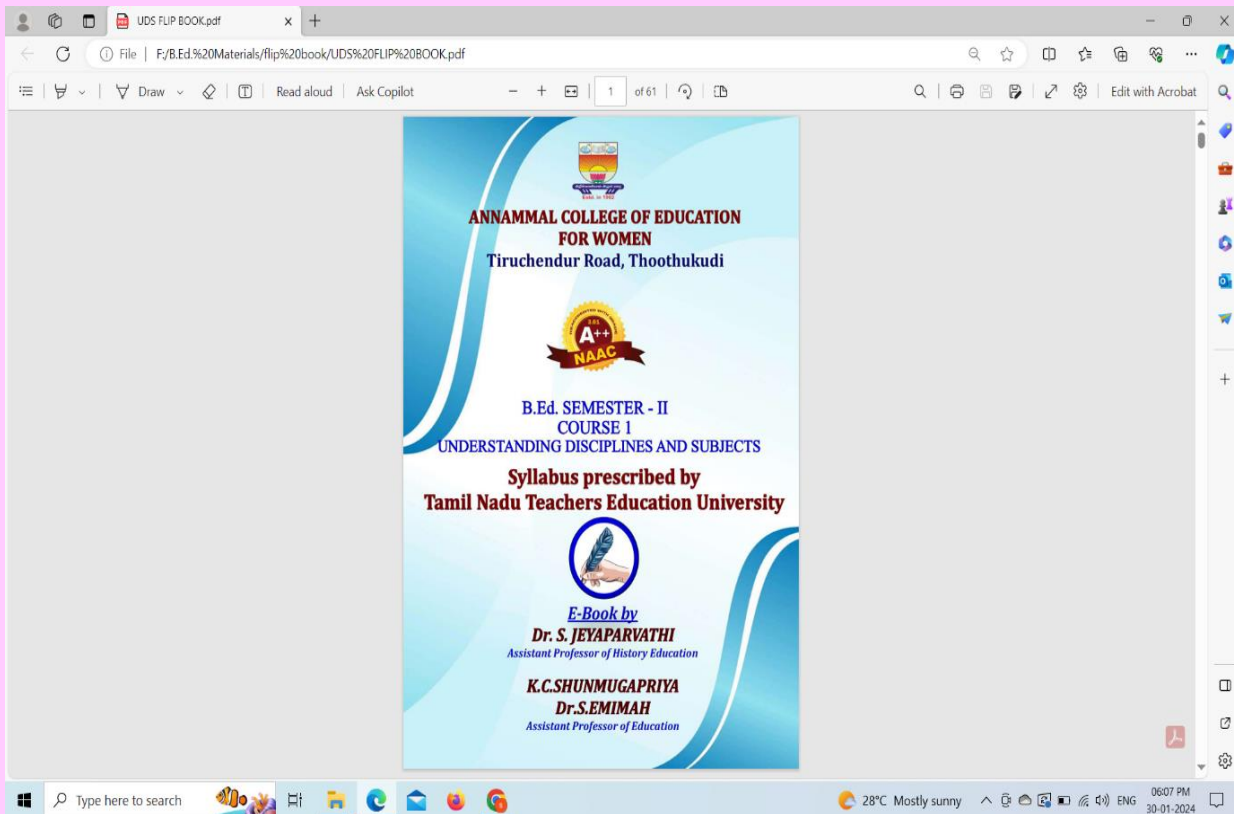 UDS FLIP BOOK.pdf
File | F:/B.Ed.%20Materials/flip%20book/UDS%20FLIP%20BOOK.pdf
Draw
Read aloud
Ask Copilot
1 of 61
Edit with Acrobat
Estd. in 1982
ANNAMMAL COLLEGE OF EDUCATION
FOR WOMEN
Tiruchendur Road, Thoothukudi
A++
NAAC
B.Ed. SEMESTER - II
COURSE 1
UNDERSTANDING DISCIPLINES AND SUBJECTS
Syllabus prescribed by
Tamil Nadu Teachers Education University
E-Book by
Dr. S. JEYAPARVATHI
Assistant Professor of History Education
K.C.SHUNMUGAPRIYA
Dr.S.EMIMAH
Assistant Professor of Education
Type here to search
28°C Mostly sunny
ENG
06:07 PM
30-01-2024